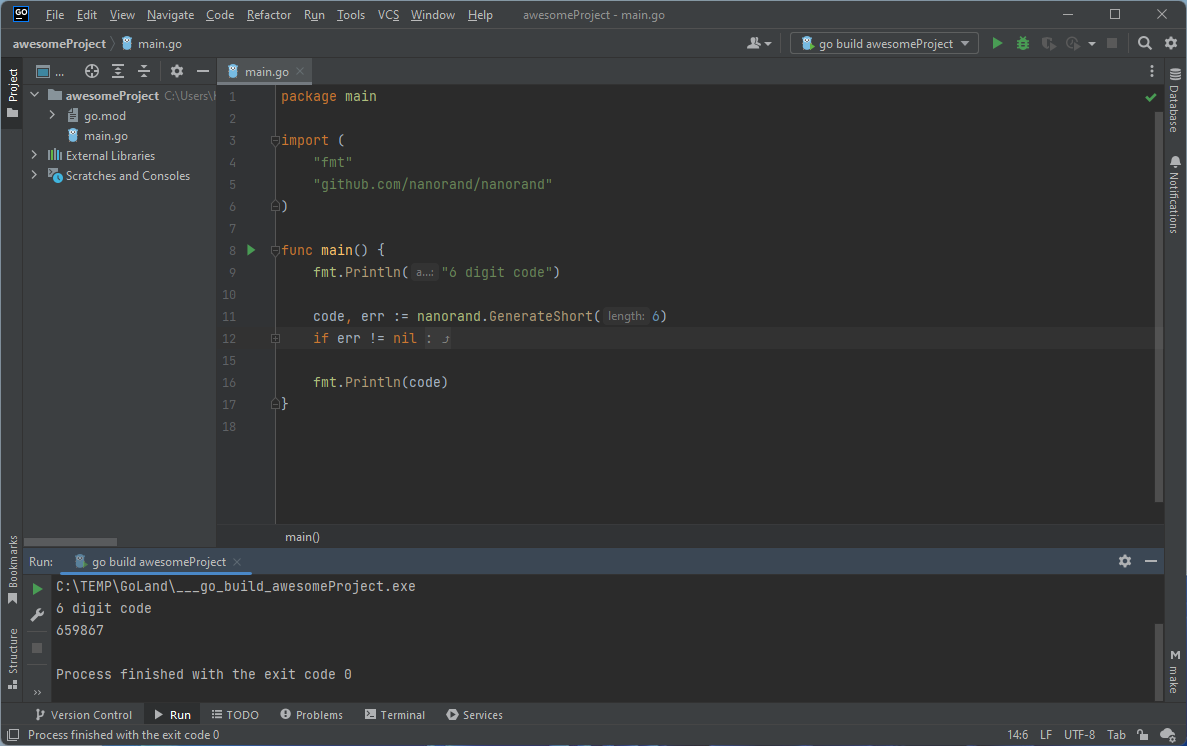 GO File Edit View Navigate Code Refactor Run Tools VCS Window Help awesomeProject - main.go
awesomeProject main.go go build awesomeProject
Project ... main.go
awesomeProject C:\Users\
go.mod
main.go
External Libraries
Scratches and Consoles
1 package main
2
3 import (
4 "fmt"
5 "github.com/nanorand/nanorand"
6 )
7
8 func main() {
9 fmt.Println( a...: "6 digit code")
10
11 code, err := nanorand.GenerateShort( length: 6)
12 if err != nil :
15
16 fmt.Println(code)
17 }
18
main()
Database
Notifications
make
Bookmarks
Structure
Run: go build awesomeProject
C:\TEMP\GoLand\___go_build_awesomeProject.exe
6 digit code
659867
Process finished with the exit code 0
Version Control Run TODO Problems Terminal Services
Process finished with the exit code 0 14:6 LF UTF-8 Tab